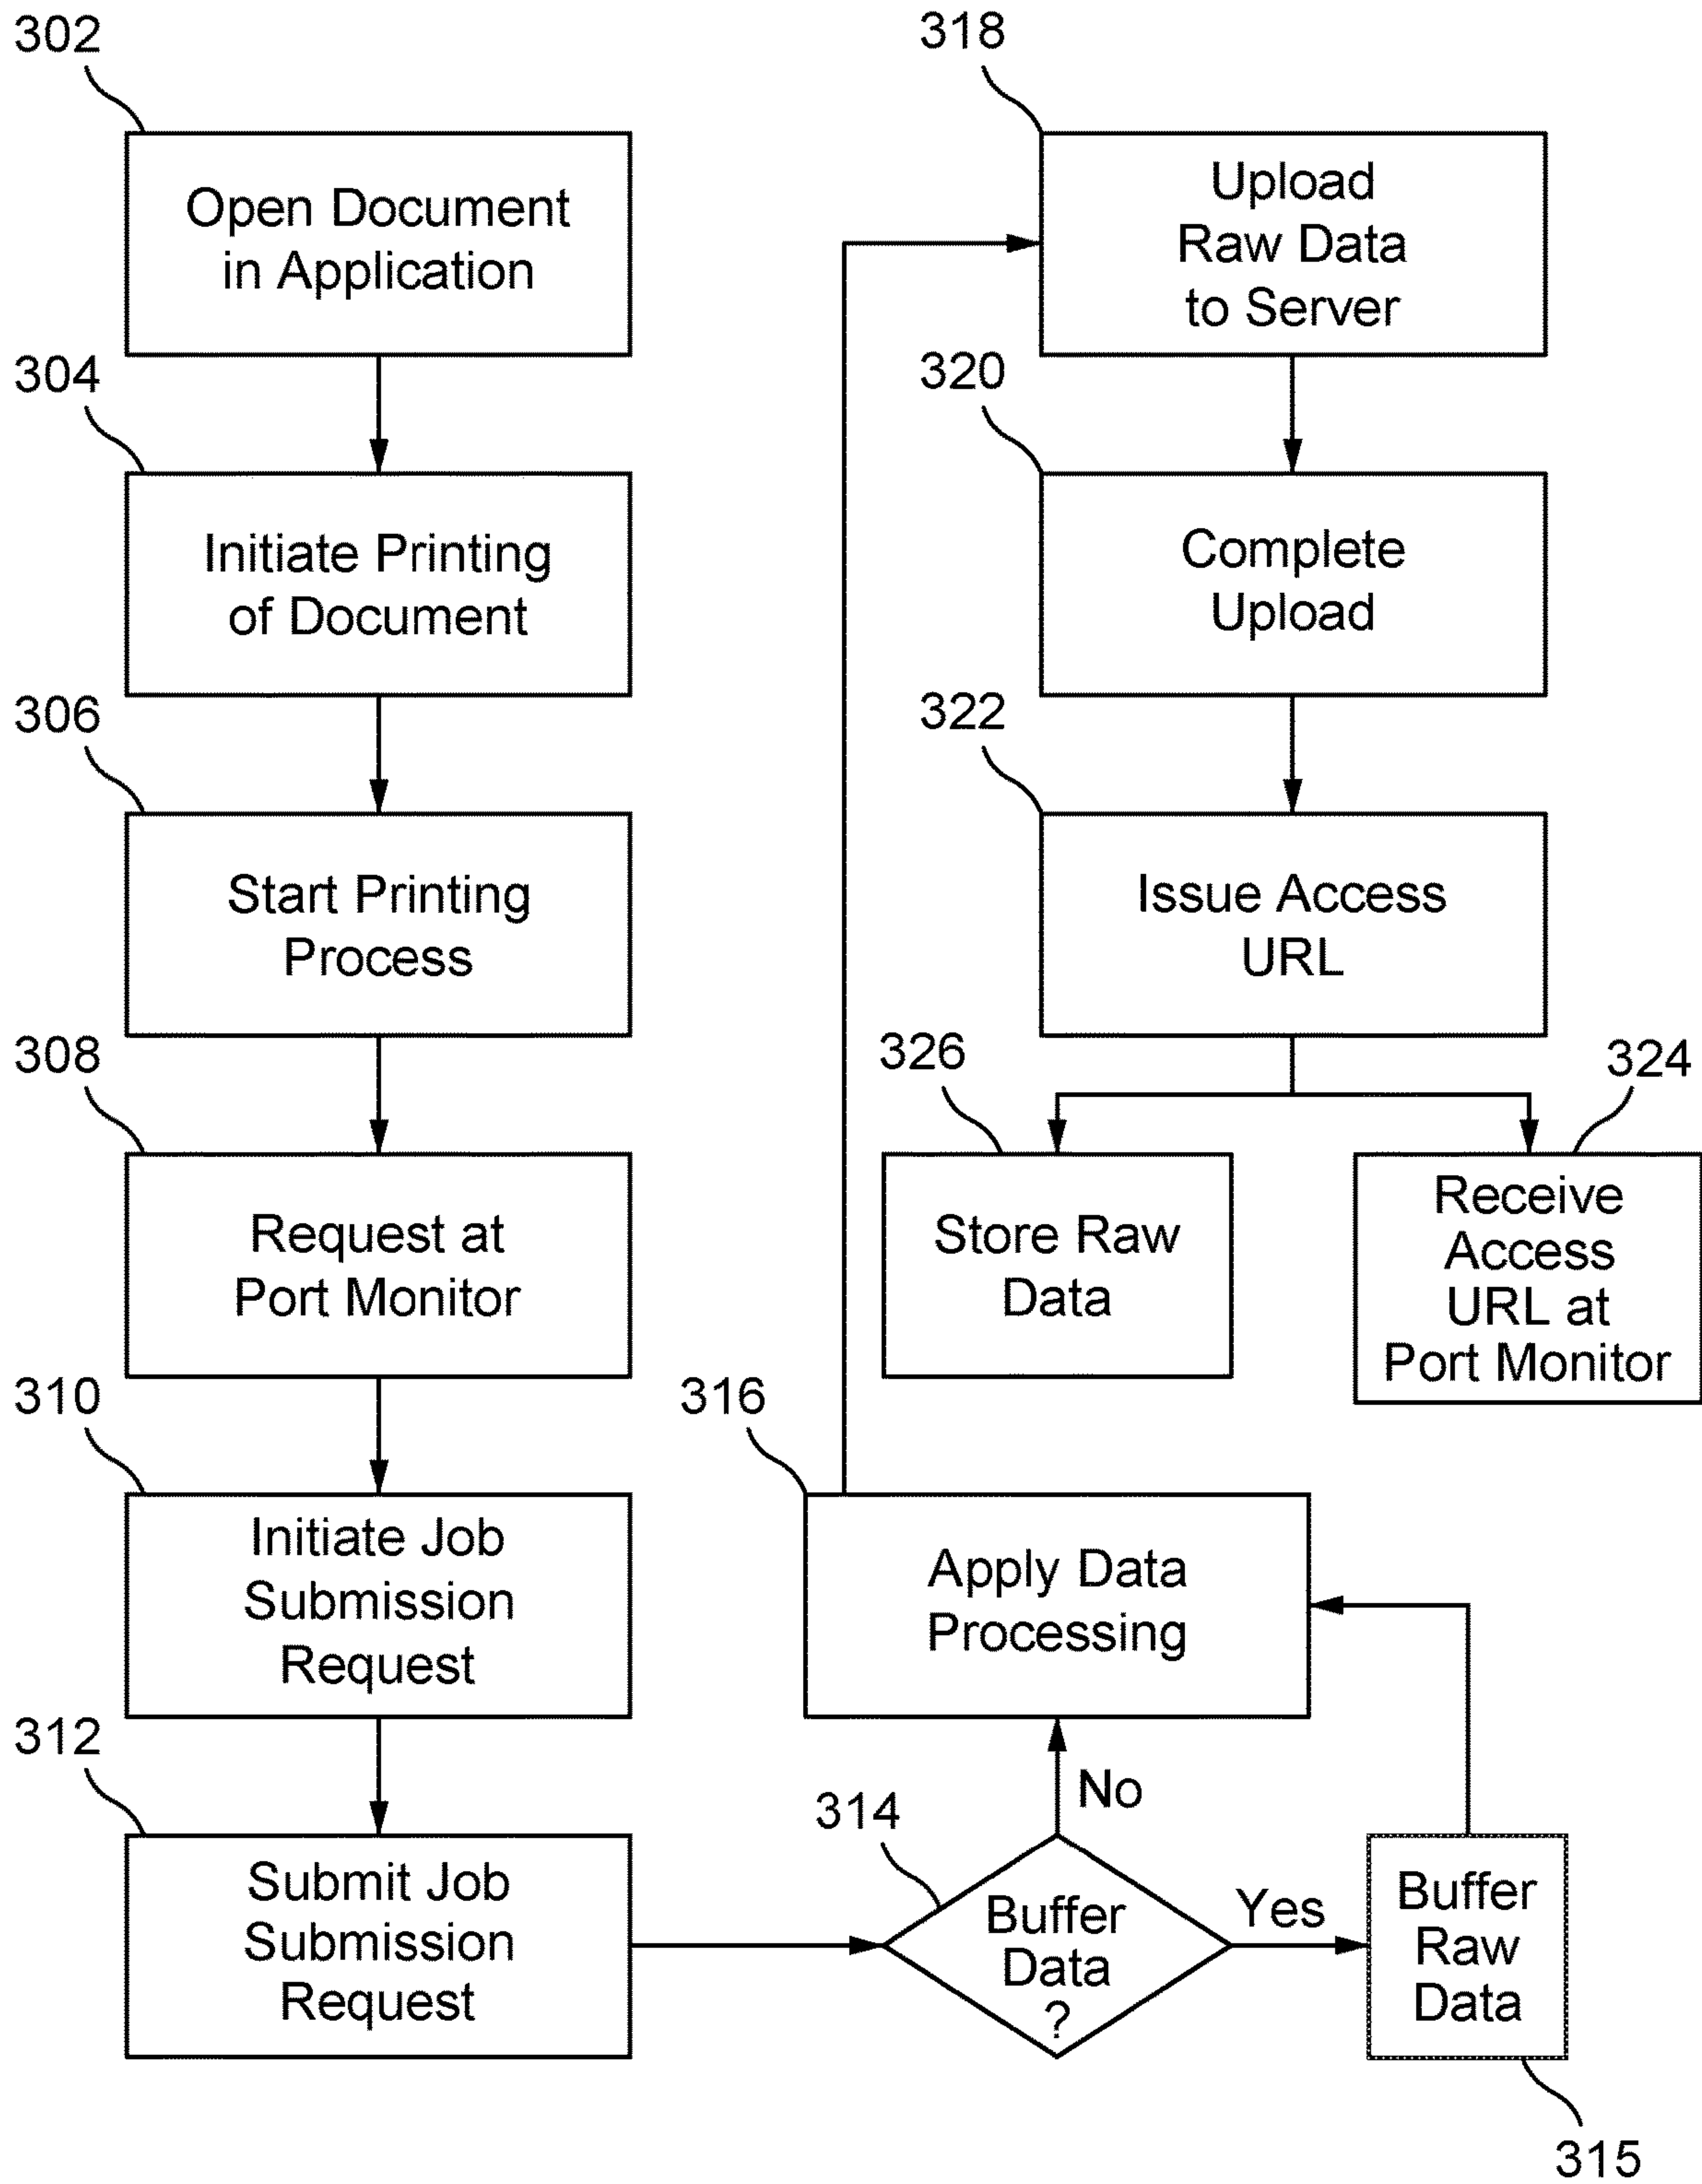 302
Open Document
in Application
304
Initiate Printing
of Document
306
Start Printing
Process
308
Request at
Port Monitor
310
Initiate Job
Submission
Request
312
Submit Job
Submission
Request
314
Buffer
Data
?
No
Yes
Buffer
Raw
Data
315
316
Apply Data
Processing
318
Upload
Raw Data
to Server
320
Complete
Upload
322
Issue Access
URL
326
Store Raw
Data
324
Receive
Access
URL at
Port Monitor